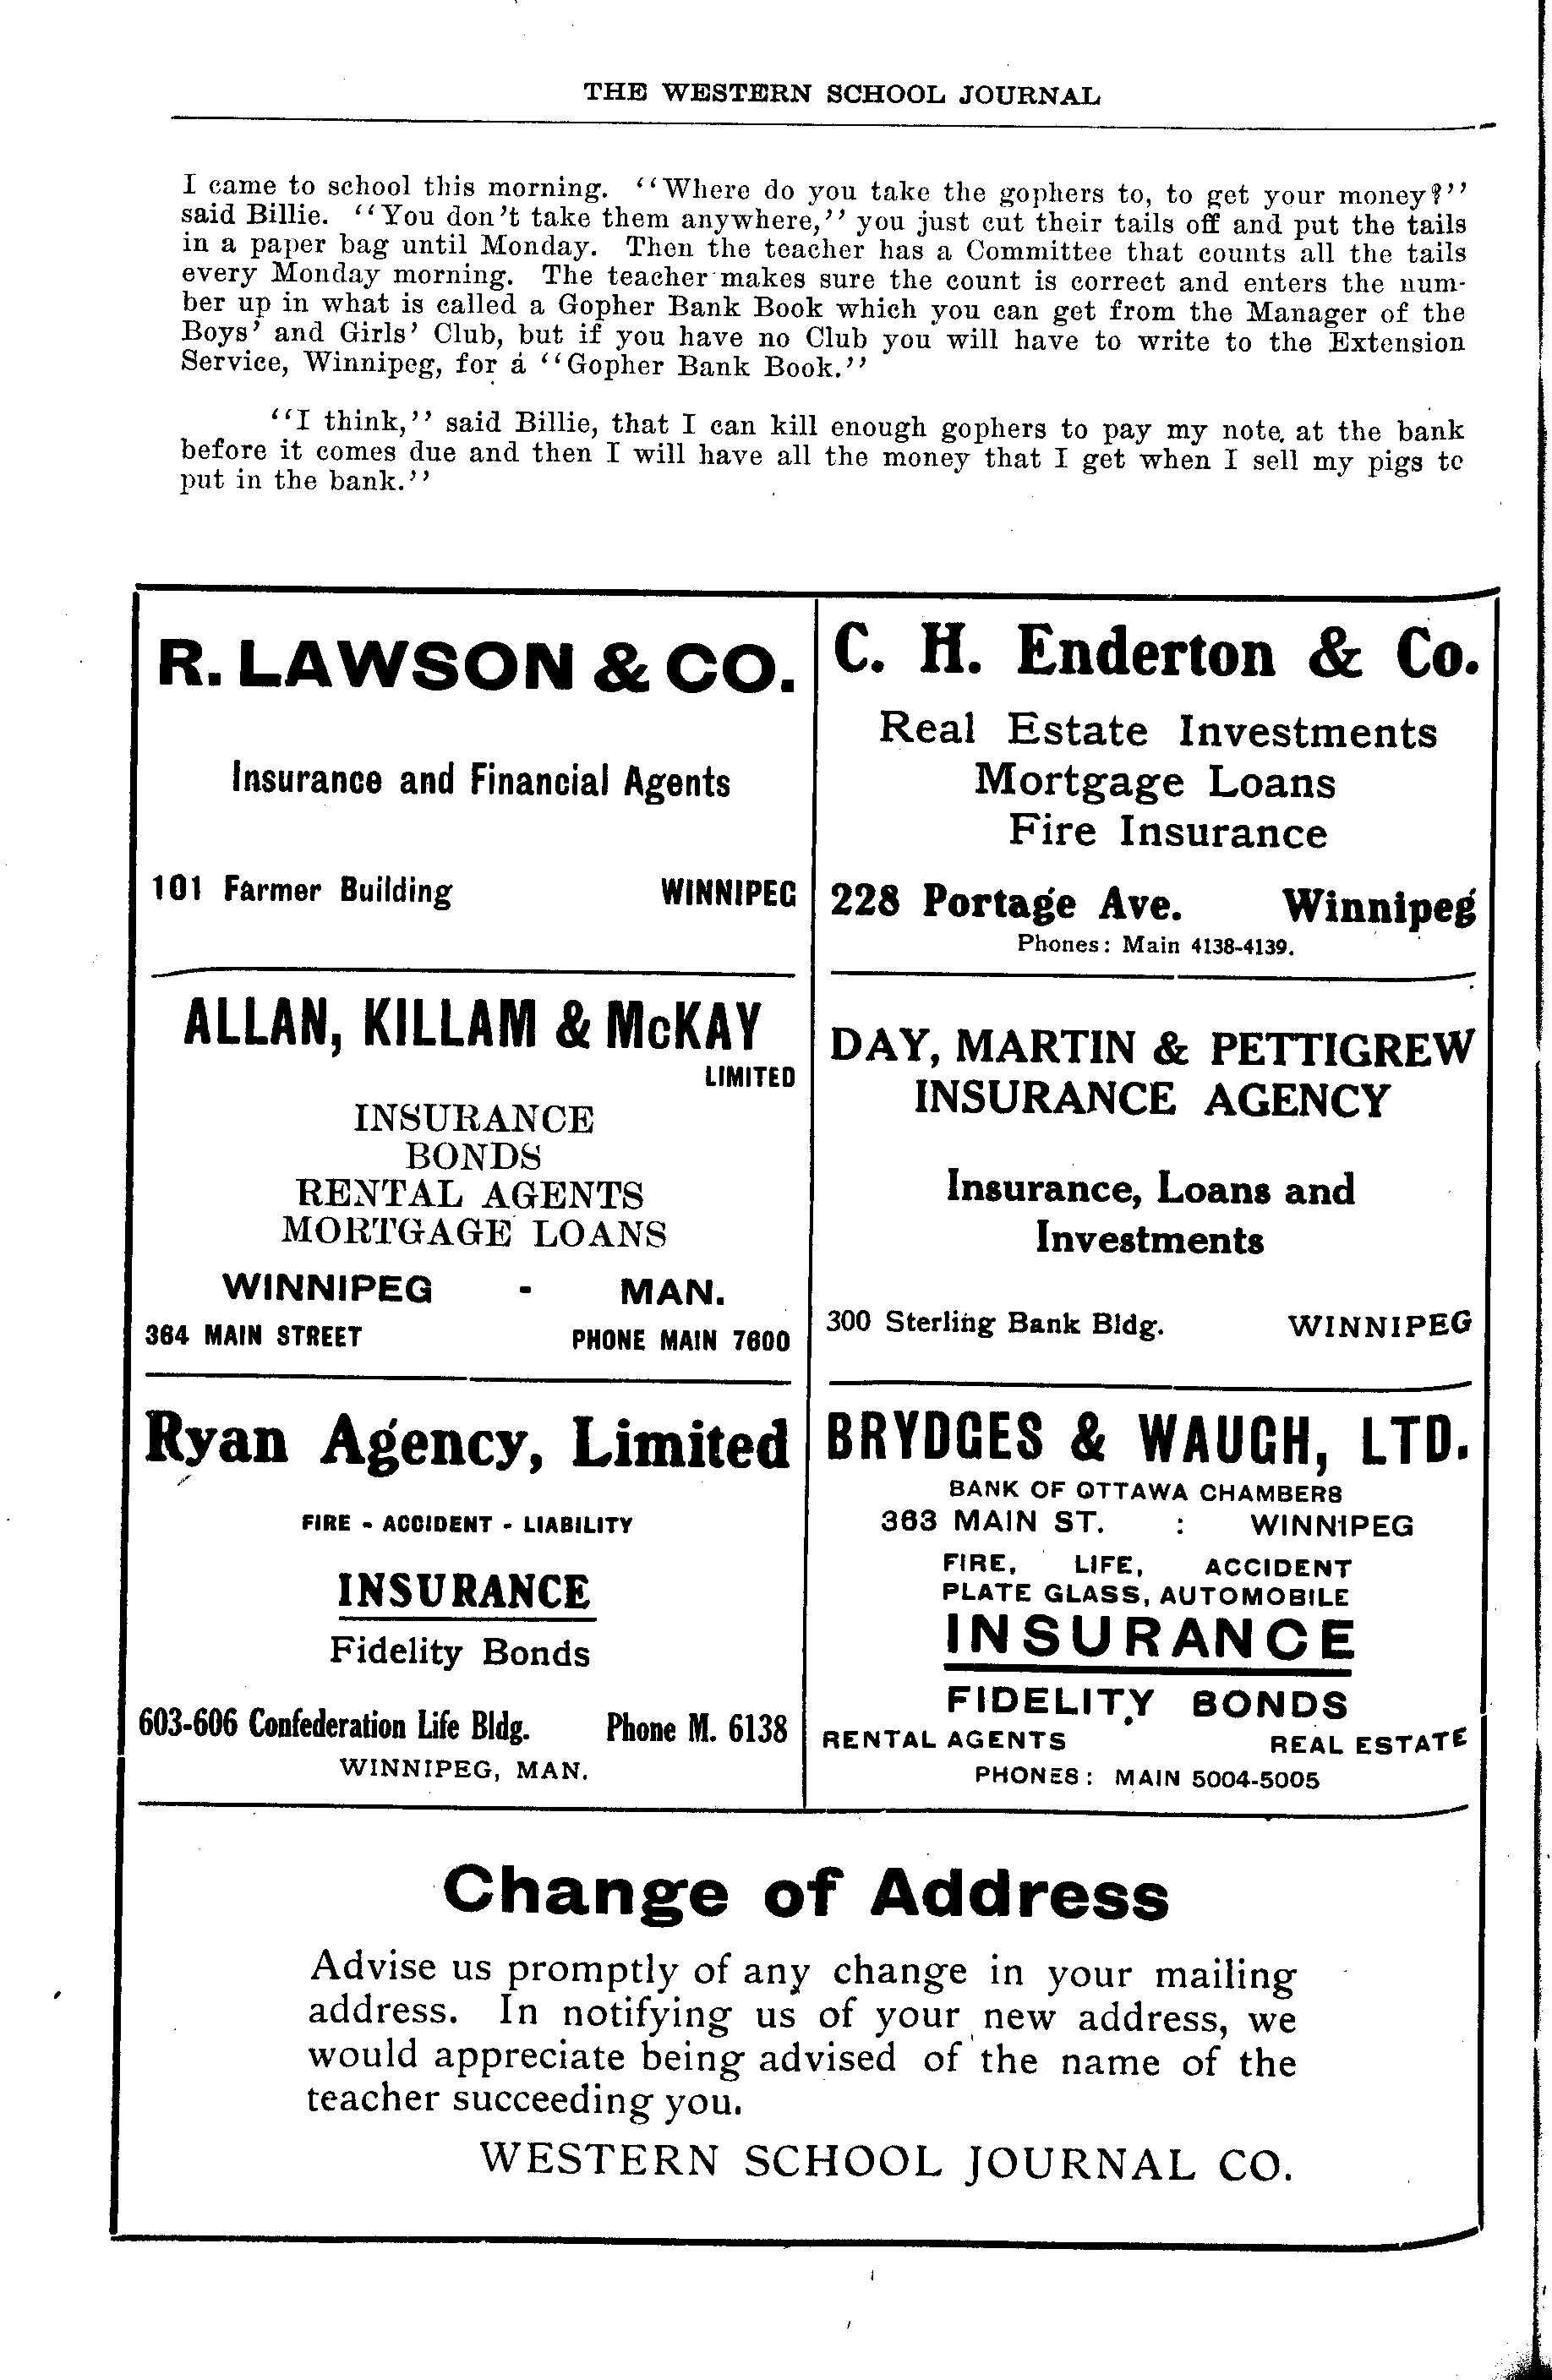 THE WESTERN SCHOOL JOURNAL
I came to school this morning. ‘‘Where do you take the gophers to, to get your money?’’
said Billie. ‘‘You don’t take them anywhere,’’ you just cut their tails off and put the tails
in a paper bag until Monday. Then the teacher has a Committee that counts all the tails
every Monday morning. The teacher makes sure the count is correct and enters the num-
ber up in what is called a Gopher Bank Book which you can get from the Manager of the
Boys’ and Girls’ Club, but if you have no Club you will have to write to the Extension
Service, Winnipeg, for a ‘‘Gopher Bank Book.’’
‘‘I think,’’ said Billie, that I can kill enough gophers to pay my note, at the bank
before it comes due and then I will have all the money that I get when I sell my pigs to
put in the bank.’’
R. LAWSON & CO.
Insurance and Financial Agents
101 Farmer Building WINNIPEG
C. H. Enderton & Co.
Real Estate Investments
Mortgage Loans
Fire Insurance
228 Portage Ave. Winnipeg
Phones: Main 4138-4139.
ALLAN, KILLAM & McKAY
LIMITED
INSURANCE
BONDS
RENTAL AGENTS
MORTGAGE LOANS
WINNIPEG - MAN.
364 MAIN STREET PHONE MAIN 7600
DAY, MARTIN & PETTIGREW
INSURANCE AGENCY
Insurance, Loans and
Investments
300 Sterling Bank Bldg. WINNIPEG
Ryan Agency, Limited
FIRE - ACCIDENT - LIABILITY
INSURANCE
Fidelity Bonds
603-606 Confederation Life Bldg. Phone M. 6138
WINNIPEG, MAN.
BRYDGES & WAUGH, LTD.
BANK OF OTTAWA CHAMBERS
363 MAIN ST. : WINNIPEG
FIRE, LIFE, ACCIDENT
PLATE GLASS, AUTOMOBILE
INSURANCE
FIDELITY BONDS
RENTAL AGENTS REAL ESTATE
PHONES: MAIN 5004-5005
Change of Address
Advise us promptly of any change in your mailing
address. In notifying us of your new address, we
would appreciate being advised of the name of the
teacher succeeding you.
WESTERN SCHOOL JOURNAL CO.